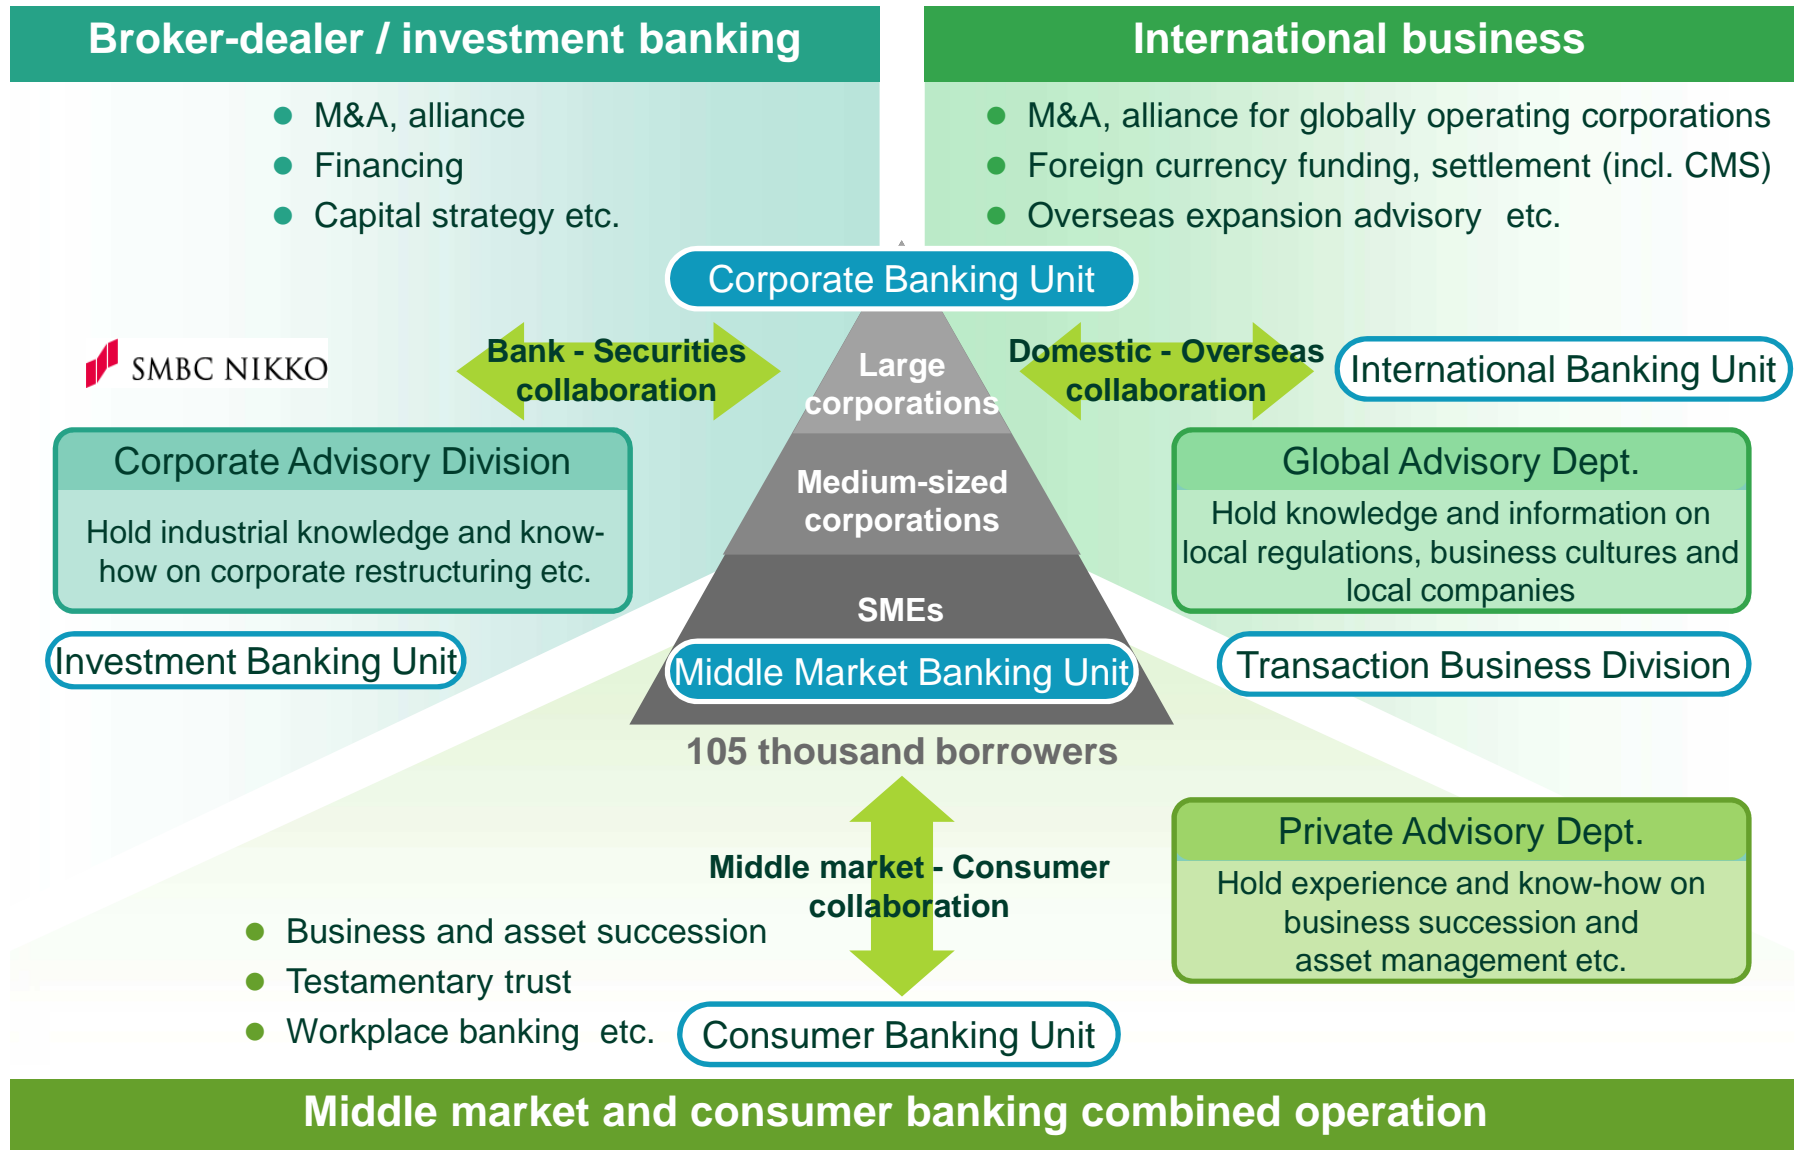 Broker-dealer / investment banking
International business
● M&A, alliance
● Financing
● Capital strategy etc.
● M&A, alliance for globally operating corporations
● Foreign currency funding, settlement (incl. CMS)
● Overseas expansion advisory  etc.
Corporate Banking Unit
SMBC NIKKO
Bank - Securities
collaboration
Large
corporations
Domestic - Overseas
collaboration
International Banking Unit
Corporate Advisory Division
Hold industrial knowledge and know-
how on corporate restructuring etc.
Medium-sized
corporations
Global Advisory Dept.
Hold knowledge and information on
local regulations, business cultures and
local companies
SMEs
Investment Banking Unit
Middle Market Banking Unit
Transaction Business Division
105 thousand borrowers
Middle market - Consumer
collaboration
Private Advisory Dept.
Hold experience and know-how on
business succession and
asset management etc.
● Business and asset succession
● Testamentary trust
● Workplace banking  etc.
Consumer Banking Unit
Middle market and consumer banking combined operation